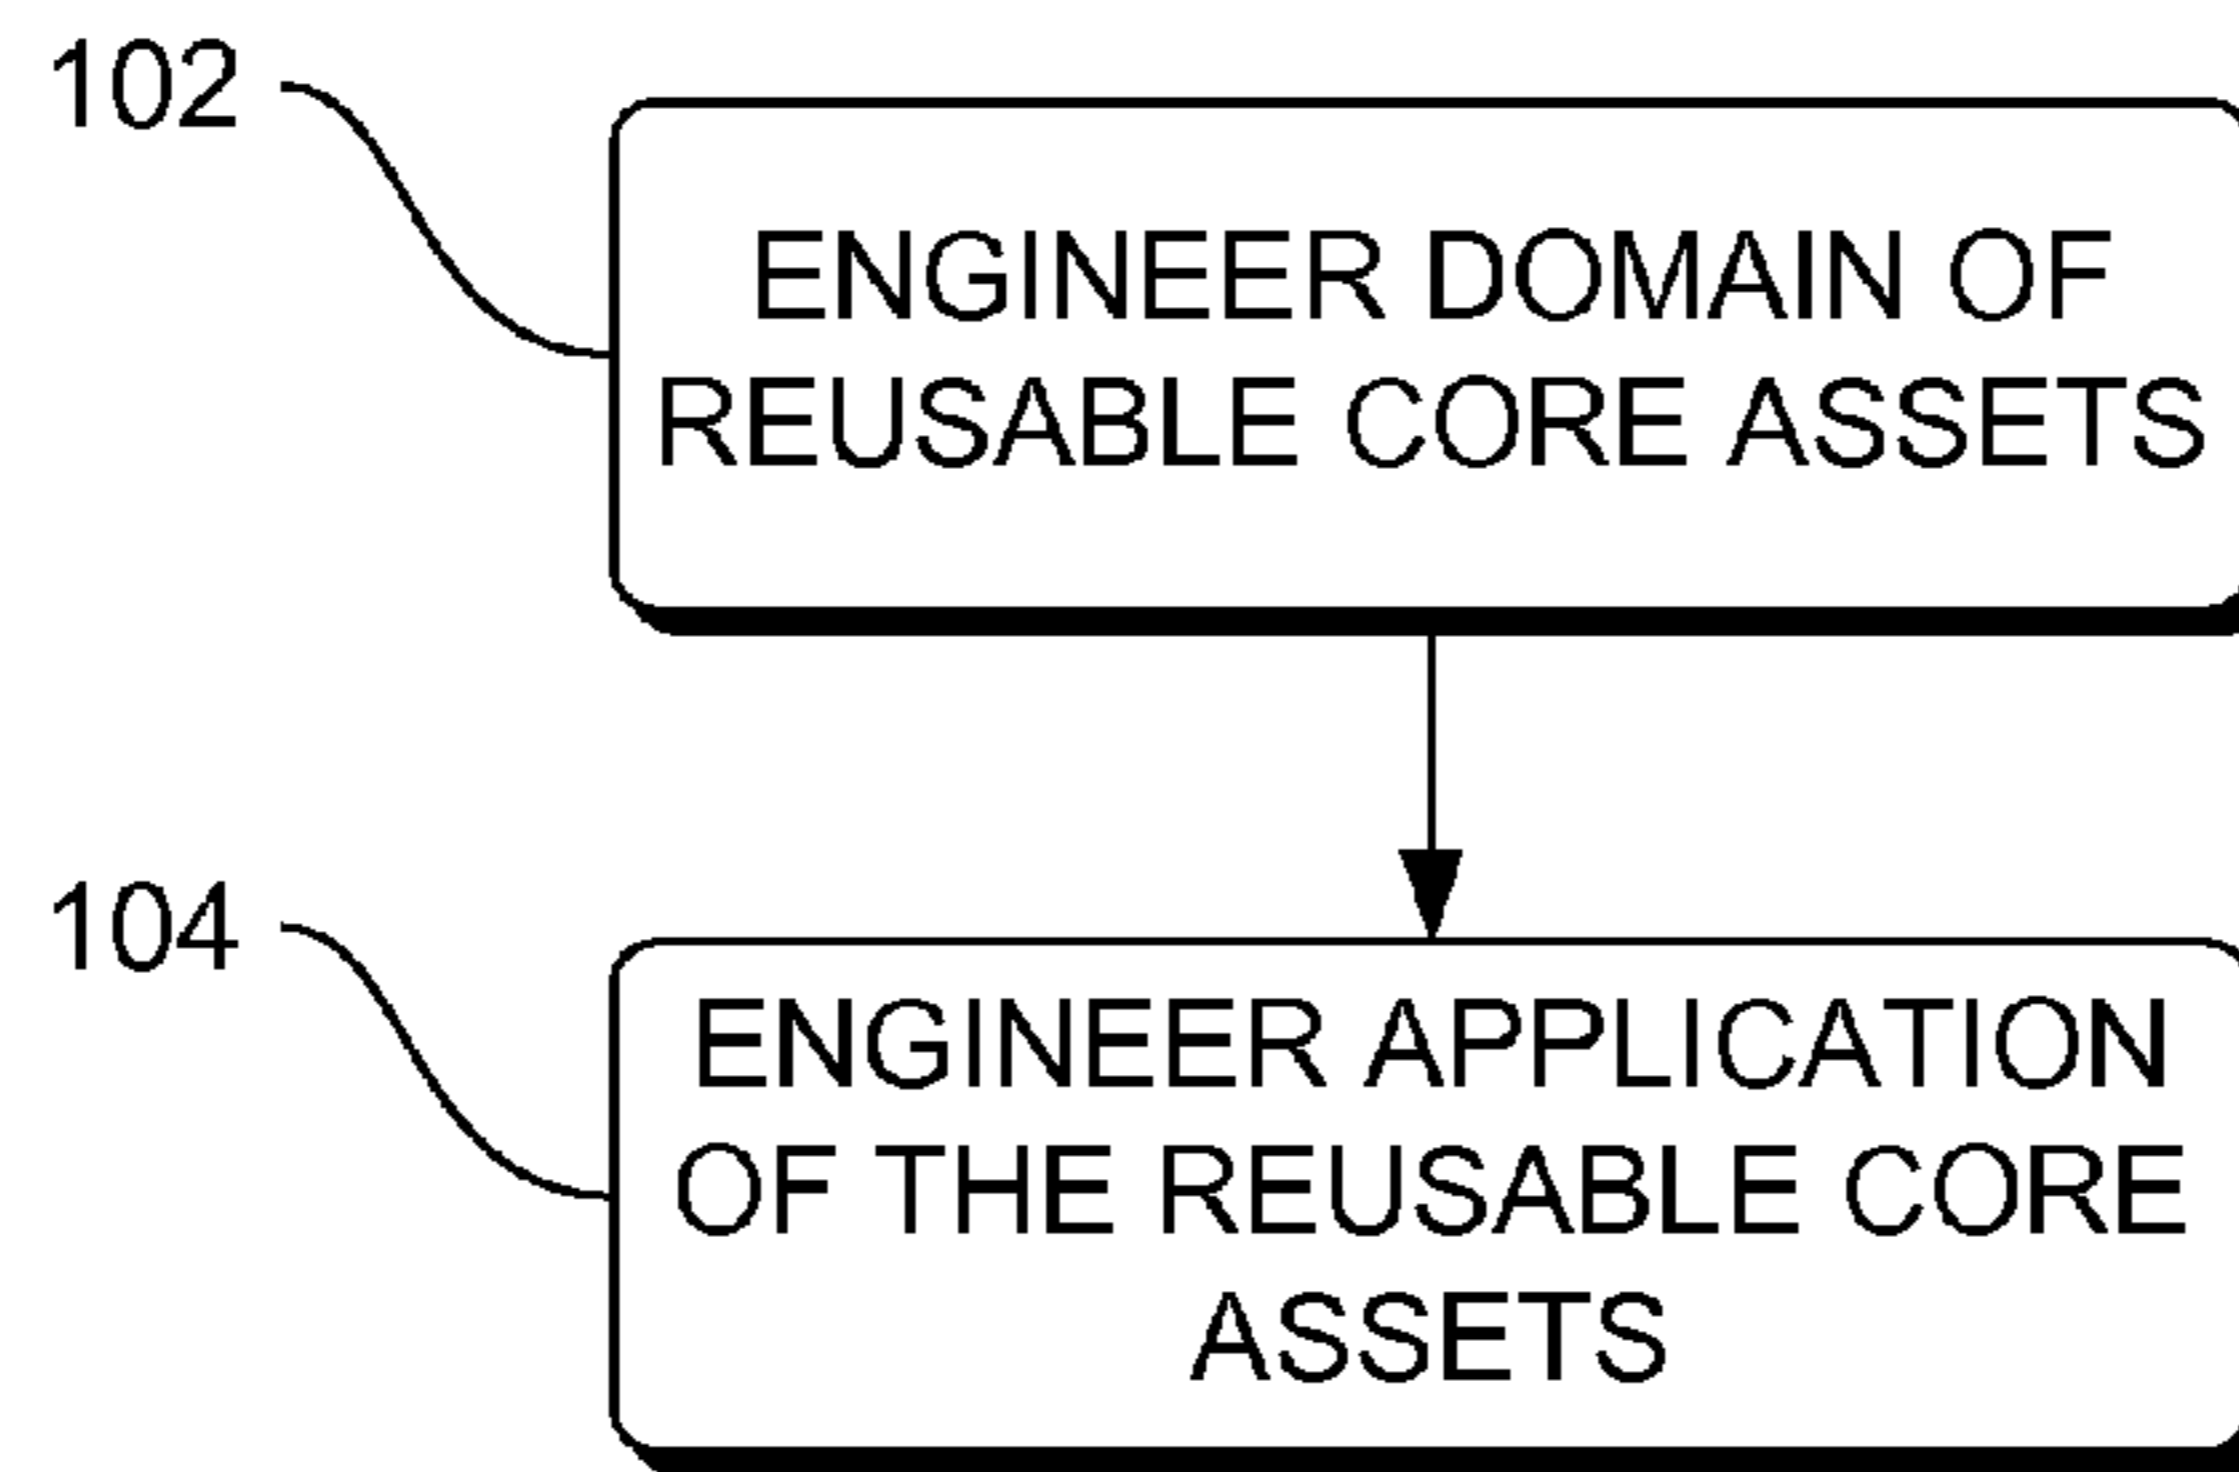 102
ENGINEER DOMAIN OF
REUSABLE CORE ASSETS
104
ENGINEER APPLICATION
OF THE REUSABLE CORE
ASSETS